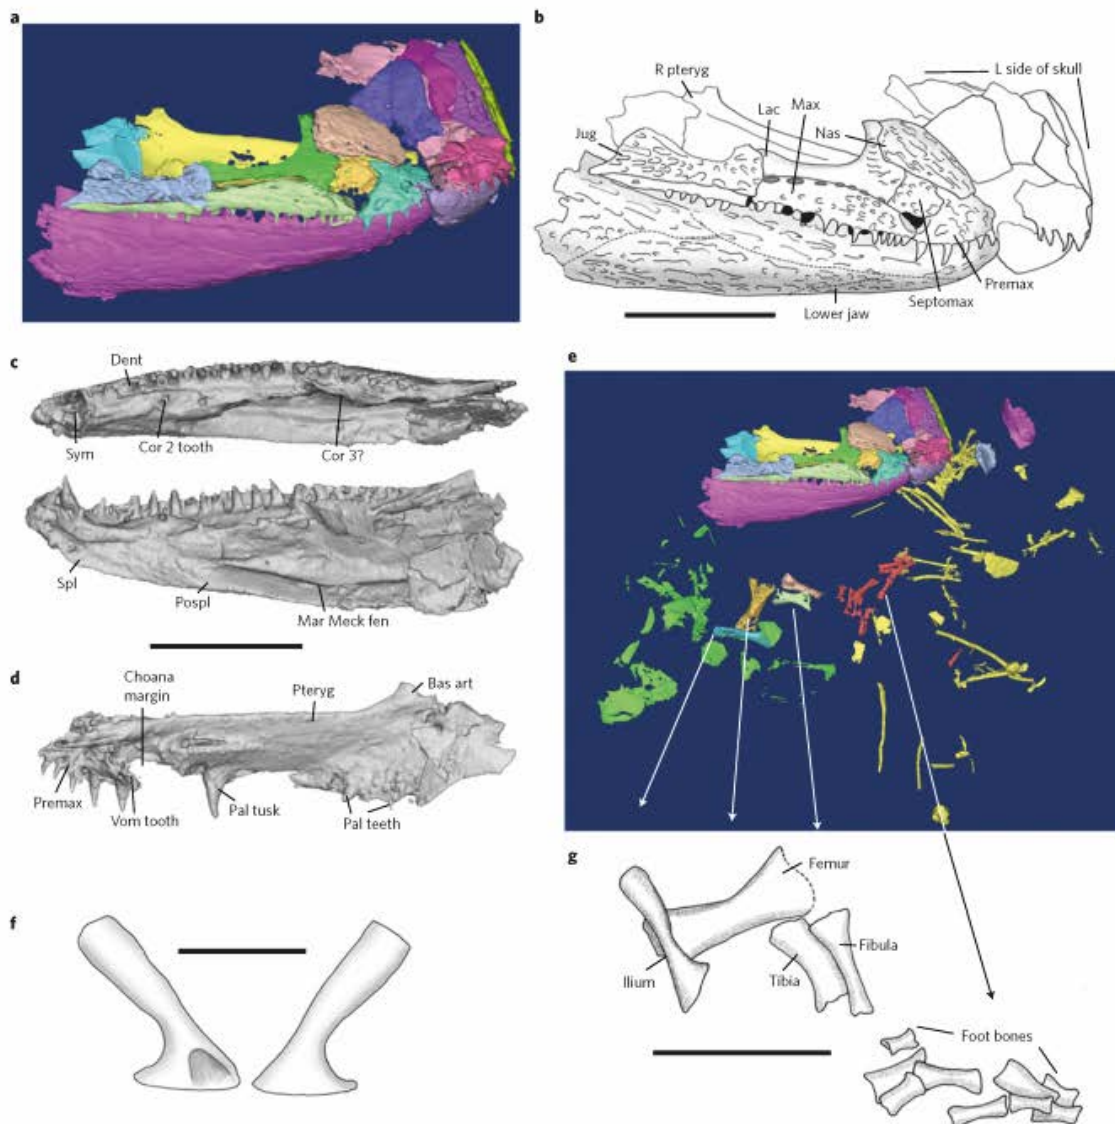 a
b
R pteryg
L side of skull
Lac
Max
Nas
Jug
Premax
Septomax
Lower jaw
c
Dent
Sym
Cor 2 tooth
Cor 3?
Spl
Pospl
Mar Meck fen
d
Choana
margin
Pteryg
Bas art
Premax
Vom tooth
Pal tusk
Pal teeth
e
f
g
Femur
Fibula
Ilium
Tibia
Foot bones